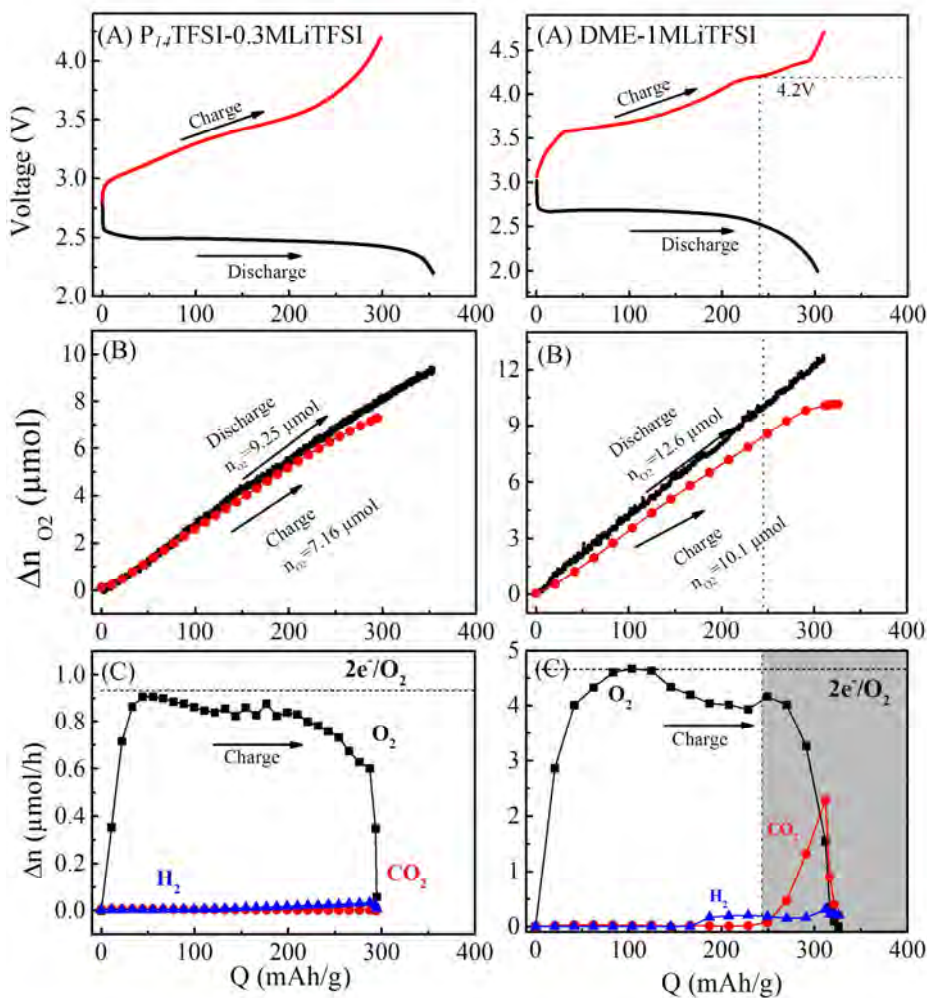 (A) P₁₄TFSI-0.3MLiTFSI
4.0
3.5
3.0
2.5
2.0
Voltage (V)
Charge
Discharge
0 100 200 300 400
(A) DME-1MLiTFSI
4.5
4.0
3.5
3.0
2.5
2.0
Charge
4.2V
Discharge
0 100 200 300 400
(B)
10
8
6
4
2
0
Δn O₂ (μmol)
Discharge
n_O2=9.25 μmol
Charge
n_O2=7.16 μmol
0 100 200 300 400
(B)
12
9
6
3
0
Discharge
n_O2=12.6 μmol
Charge
n_O2=10.1 μmol
0 100 200 300 400
(C)
2e⁻/O₂
1.0
0.8
0.6
0.4
0.2
0.0
Δn (μmol/h)
O₂
Charge
H₂
CO₂
0 100 200 300 400
Q (mAh/g)
(C)
2e⁻/O₂
5
4
3
2
1
0
O₂
Charge
CO₂
H₂
0 100 200 300 400
Q (mAh/g)